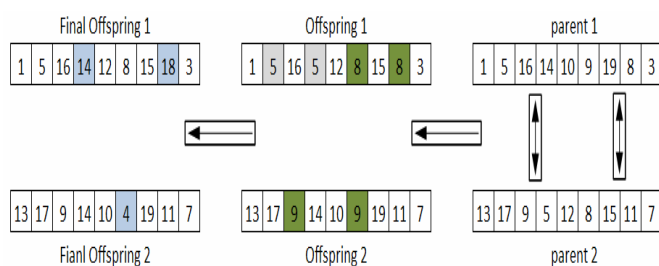 Final Offspring 1 Offspring 1 parent 1
1 5 16 14 12 8 15 18 3 1 5 16 5 12 8 15 8 3 1 5 16 14 10 9 19 8 3
13 17 9 14 10 4 19 11 7 13 17 9 14 10 9 19 11 7 13 17 9 5 12 8 15 11 7
Fianl Offspring 2 Offspring 2 parent 2